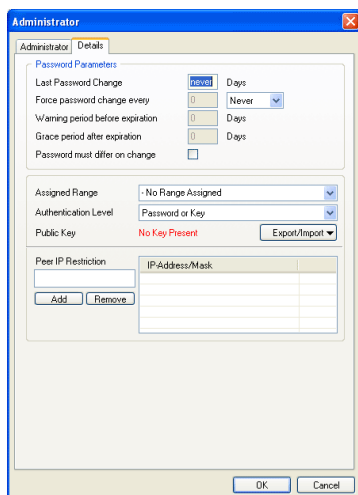 Administrator
Administrator Details
Password Parameters
Last Password Change never Days
Force password change every 0 Never
Warning period before expiration 0 Days
Grace period after expiration 0 Days
Password must differ on change
Assigned Range - No Range Assigned
Authentication Level Password or Key
Public Key No Key Present Export/Import
Peer IP Restriction IP-Address/Mask
Add Remove
OK Cancel